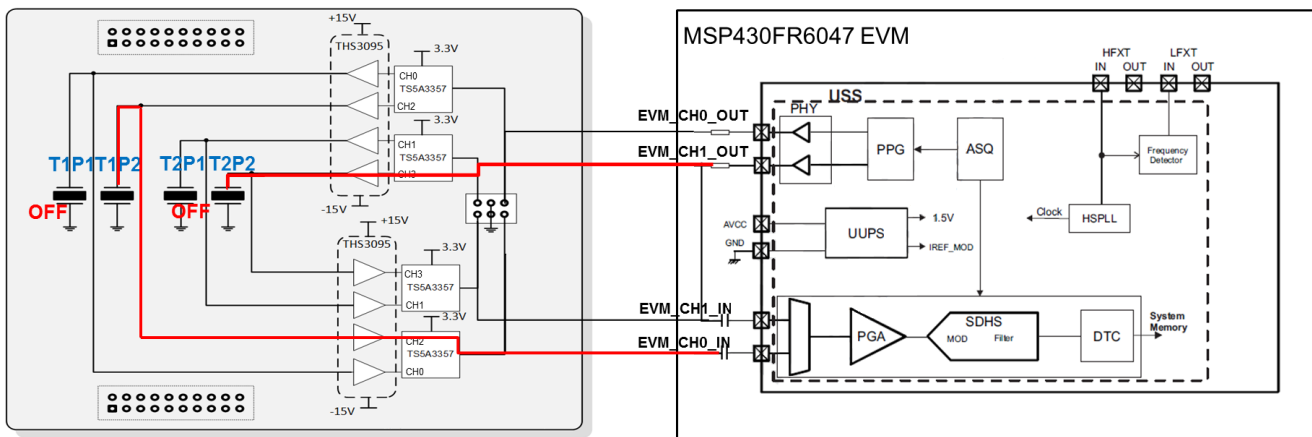 +15V
THS3095
3.3V
CH0
TS5A3357
CH2
3.3V
CH1
TS5A3357
CH3
T1P1 T1P2 T2P1 T2P2
OFF
OFF
-15V
+15V
THS3095
3.3V
CH3
TS5A3357
CH1
3.3V
CH2
TS5A3357
CH0
-15V
EVM_CH0_OUT
EVM_CH1_OUT
EVM_CH1_IN
EVM_CH0_IN
MSP430FR6047 EVM
HFXT LFXT
IN OUT IN OUT
USS
PHY
PPG
ASQ
Frequency
Detector
HSPLL
Clock
AVCC
GND
UUPS
1.5V
IREF_MOD
PGA
SDHS
MOD Filter
DTC
System
Memory